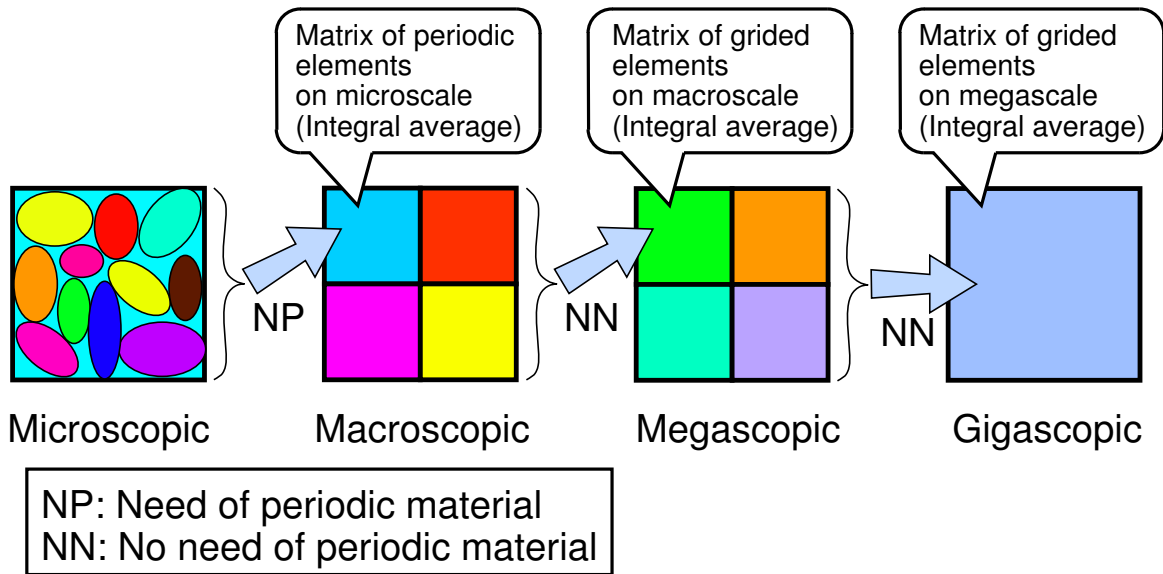 Matrix of periodic
elements
on microscale
(Integral average)
Matrix of grided
elements
on macroscale
(Integral average)
Matrix of grided
elements
on megascale
(Integral average)
NP
NN
NN
Microscopic
Macroscopic
Megascopic
Gigascopic
NP: Need of periodic material
NN: No need of periodic material